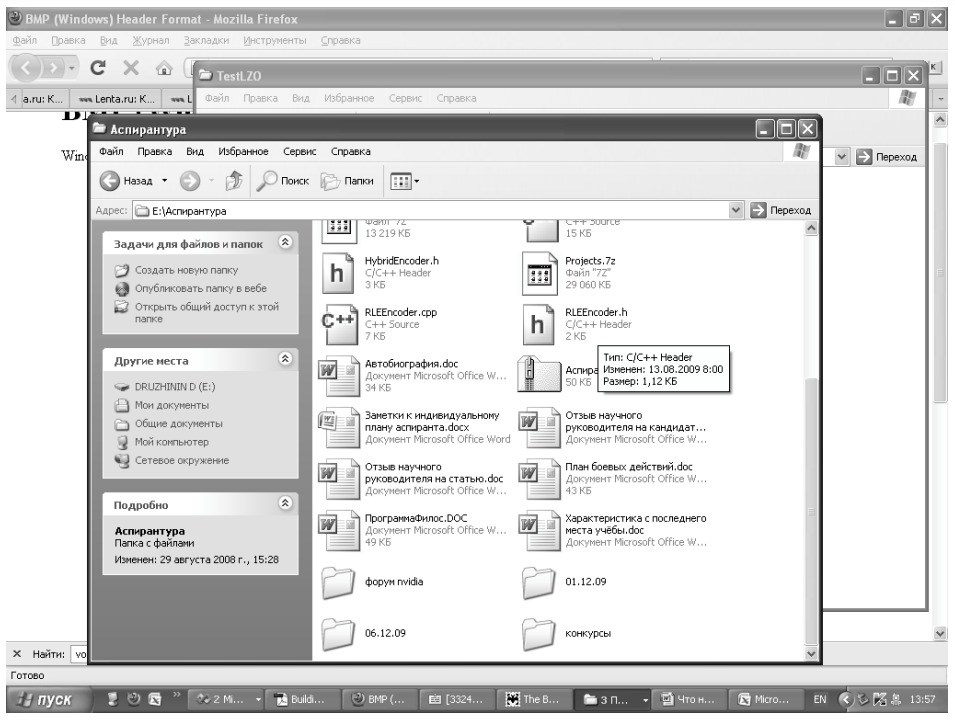 BMP (Windows) Header Format - Mozilla Firefox
Файл Правка Вид Журнал Закладки Инструменты Справка
TestLZO
a.ru: К... Lenta.ru: К... L
Файл Правка Вид Избранное Сервис Справка
Wind
Переход
Аспирантура
Файл Правка Вид Избранное Сервис Справка
Назад Поиск Папки
Адрес: E:\Аспирантура Переход
Задачи для файлов и папок
Создать новую папку
Опубликовать папку в вебе
Открыть общий доступ к этой
папке
Другие места
DRUZHININ D (E:)
Мои документы
Общие документы
Мой компьютер
Сетевое окружение
Подробно
Аспирантура
Папка с файлами
Изменен: 29 августа 2008 г., 15:28
Файл "7Z"
13 219 КБ
C++ Source
15 КБ
HybridEncoder.h
C/C++ Header
3 КБ
Projects.7z
Файл "7Z"
29 060 КБ
RLEEncoder.cpp
C++ Source
7 КБ
RLEEncoder.h
C/C++ Header
2 КБ
Тип: C/C++ Header
Изменен: 13.08.2009 8:00
Размер: 1,12 КБ
Автобиография.doc
Документ Microsoft Office W...
34 КБ
Аспира
50 КБ
Заметки к индивидуальному
плану аспиранта.docx
Документ Microsoft Office Word
Отзыв научного
руководителя на кандидат...
Документ Microsoft Office W...
Отзыв научного
руководителя на статью.doc
Документ Microsoft Office W...
План боевых действий.doc
Документ Microsoft Office W...
43 КБ
ПрограммаФилос.DOC
Документ Microsoft Office W...
49 КБ
Характеристика с последнего
места учёбы.doc
Документ Microsoft Office W...
форум nvidia
01.12.09
06.12.09
конкурсы
Найти: vo
Готово
пуск 2 Mi... Buildi... BMP (... [3324... The B... 3 П... Что н... Micro... EN 13:57